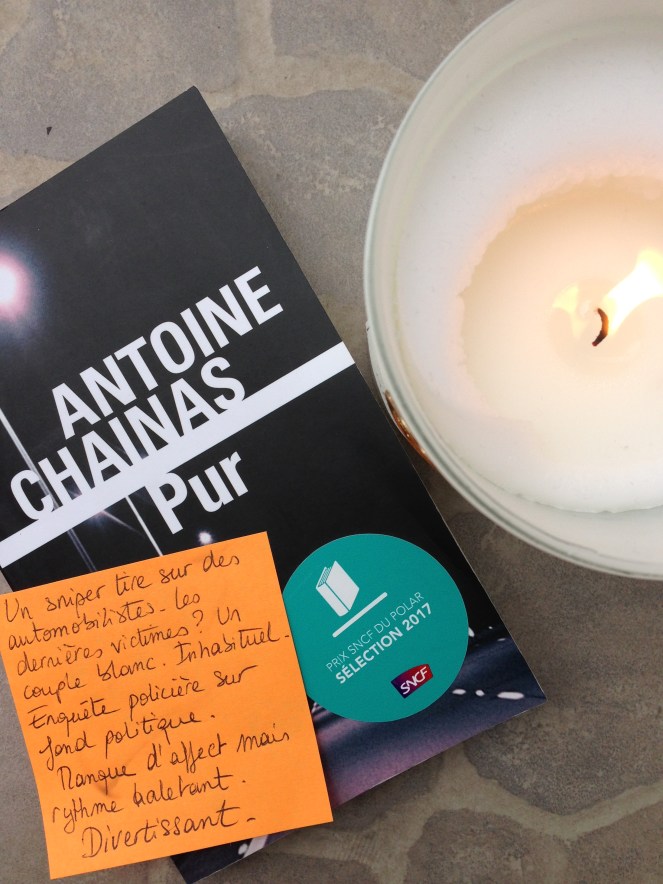 ANTOINE
CHAINAS
Pur
PRIX SNCF DU POLAR
SÉLECTION 2017
SNCF
Un sniper tire sur des
automobilistes. Les
dernières victimes ? Un
couple blanc. Inhabituel.
Enquête policière sur
fond politique.
Manque d'affect mais
rythme haletant.
Divertissant.